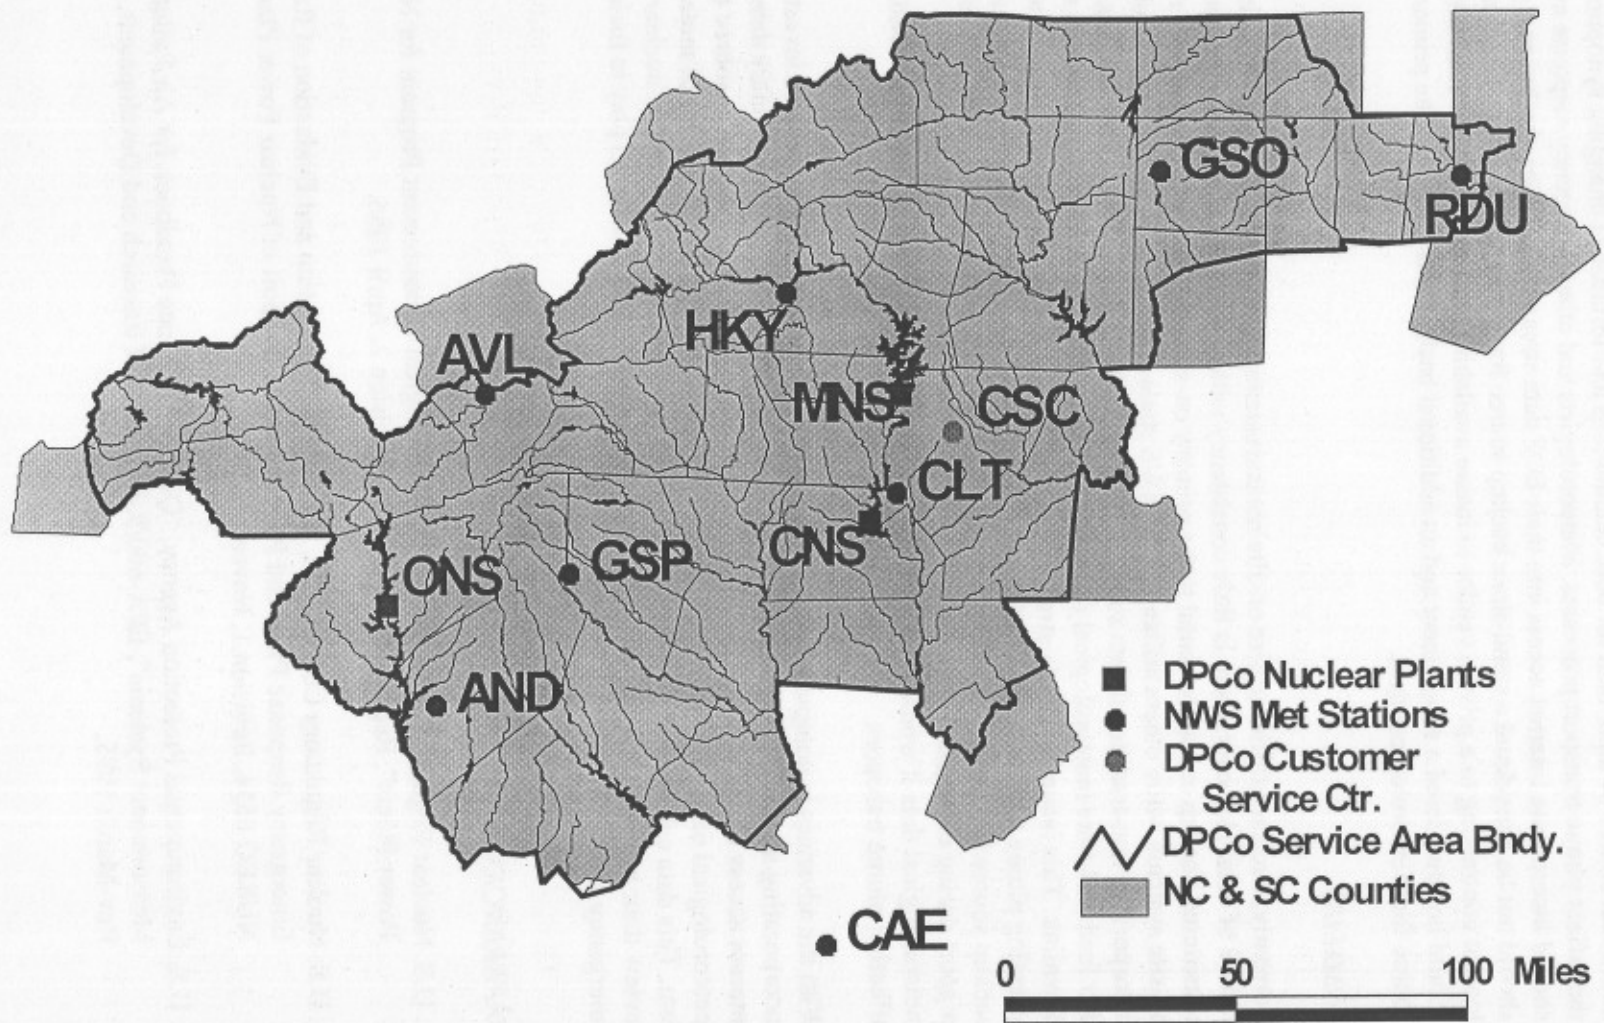 GSO
RDU
HKY
AVL
MNS
CSC
CLT
CNS
GSP
ONS
AND
DPCo Nuclear Plants
NWS Met Stations
DPCo Customer
Service Ctr.
DPCo Service Area Bndy.
NC & SC Counties
CAE
0 50 100 Miles